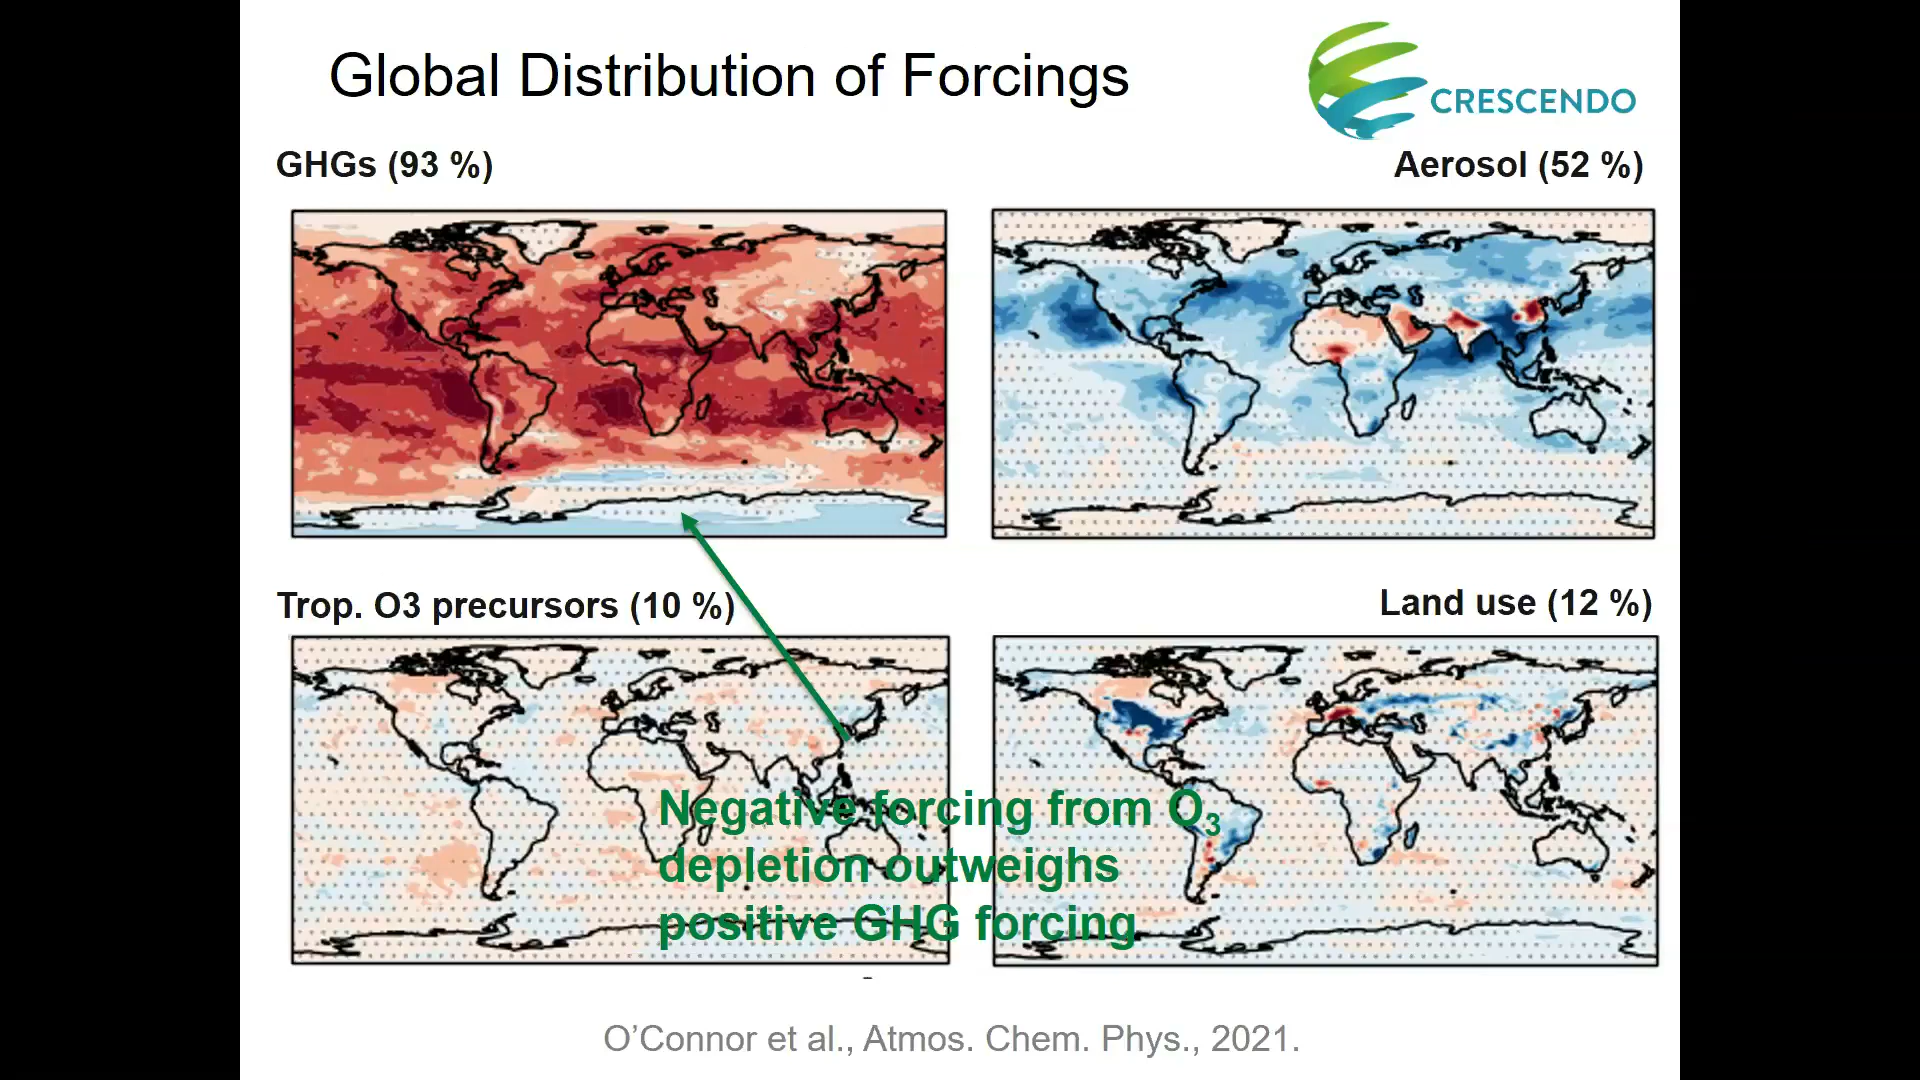 Global Distribution of Forcings
CRESCENDO
GHGs (93 %)
Aerosol (52 %)
Trop. O3 precursors (10 %)
Land use (12 %)
Negative forcing from O₃
depletion outweighs
positive GHG forcing
O’Connor et al., Atmos. Chem. Phys., 2021.